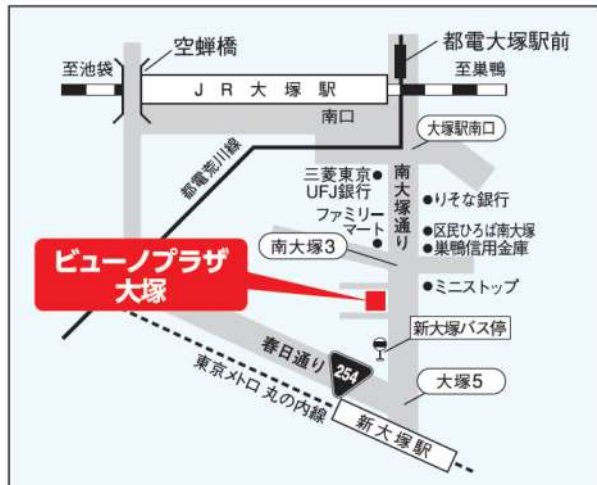 空蝉橋
都電大塚駅前
至池袋
至巣鴨
JR大塚駅
南口
大塚駅南口
都電荒川線
三菱東京
UFJ銀行
南大塚通り
りそな銀行
ファミリー
マート
区民ひろば南大塚
巣鴨信用金庫
南大塚3
ビューノプラザ
大塚
ミニストップ
新大塚バス停
春日通り
254
大塚5
東京メトロ 丸の内線
新大塚駅